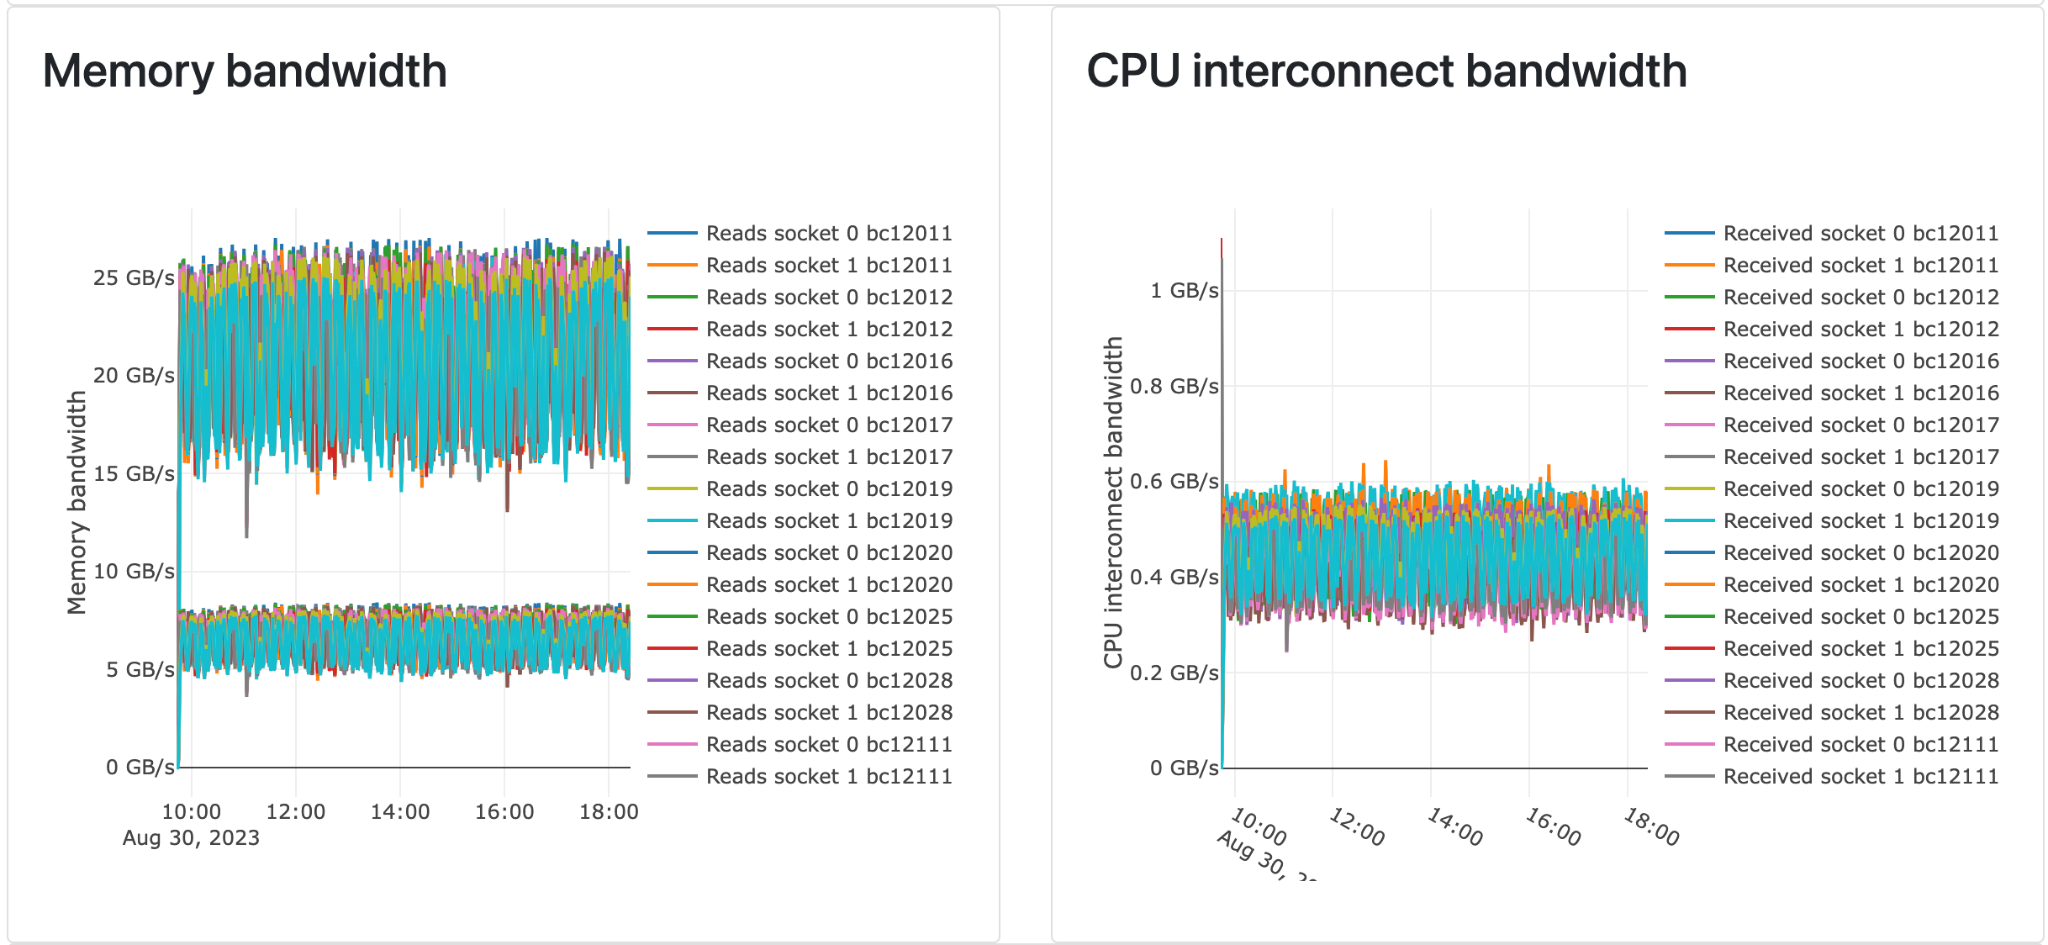 Memory bandwidth
Memory bandwidth
25 GB/s
20 GB/s
15 GB/s
10 GB/s
5 GB/s
0 GB/s
10:00
12:00
14:00
16:00
18:00
Aug 30, 2023
Reads socket 0 bc12011
Reads socket 1 bc12011
Reads socket 0 bc12012
Reads socket 1 bc12012
Reads socket 0 bc12016
Reads socket 1 bc12016
Reads socket 0 bc12017
Reads socket 1 bc12017
Reads socket 0 bc12019
Reads socket 1 bc12019
Reads socket 0 bc12020
Reads socket 1 bc12020
Reads socket 0 bc12025
Reads socket 1 bc12025
Reads socket 0 bc12028
Reads socket 1 bc12028
Reads socket 0 bc12111
Reads socket 1 bc12111
CPU interconnect bandwidth
CPU interconnect bandwidth
1 GB/s
0.8 GB/s
0.6 GB/s
0.4 GB/s
0.2 GB/s
0 GB/s
10:00
12:00
14:00
16:00
18:00
Aug 30,
Received socket 0 bc12011
Received socket 1 bc12011
Received socket 0 bc12012
Received socket 1 bc12012
Received socket 0 bc12016
Received socket 1 bc12016
Received socket 0 bc12017
Received socket 1 bc12017
Received socket 0 bc12019
Received socket 1 bc12019
Received socket 0 bc12020
Received socket 1 bc12020
Received socket 0 bc12025
Received socket 1 bc12025
Received socket 0 bc12028
Received socket 1 bc12028
Received socket 0 bc12111
Received socket 1 bc12111